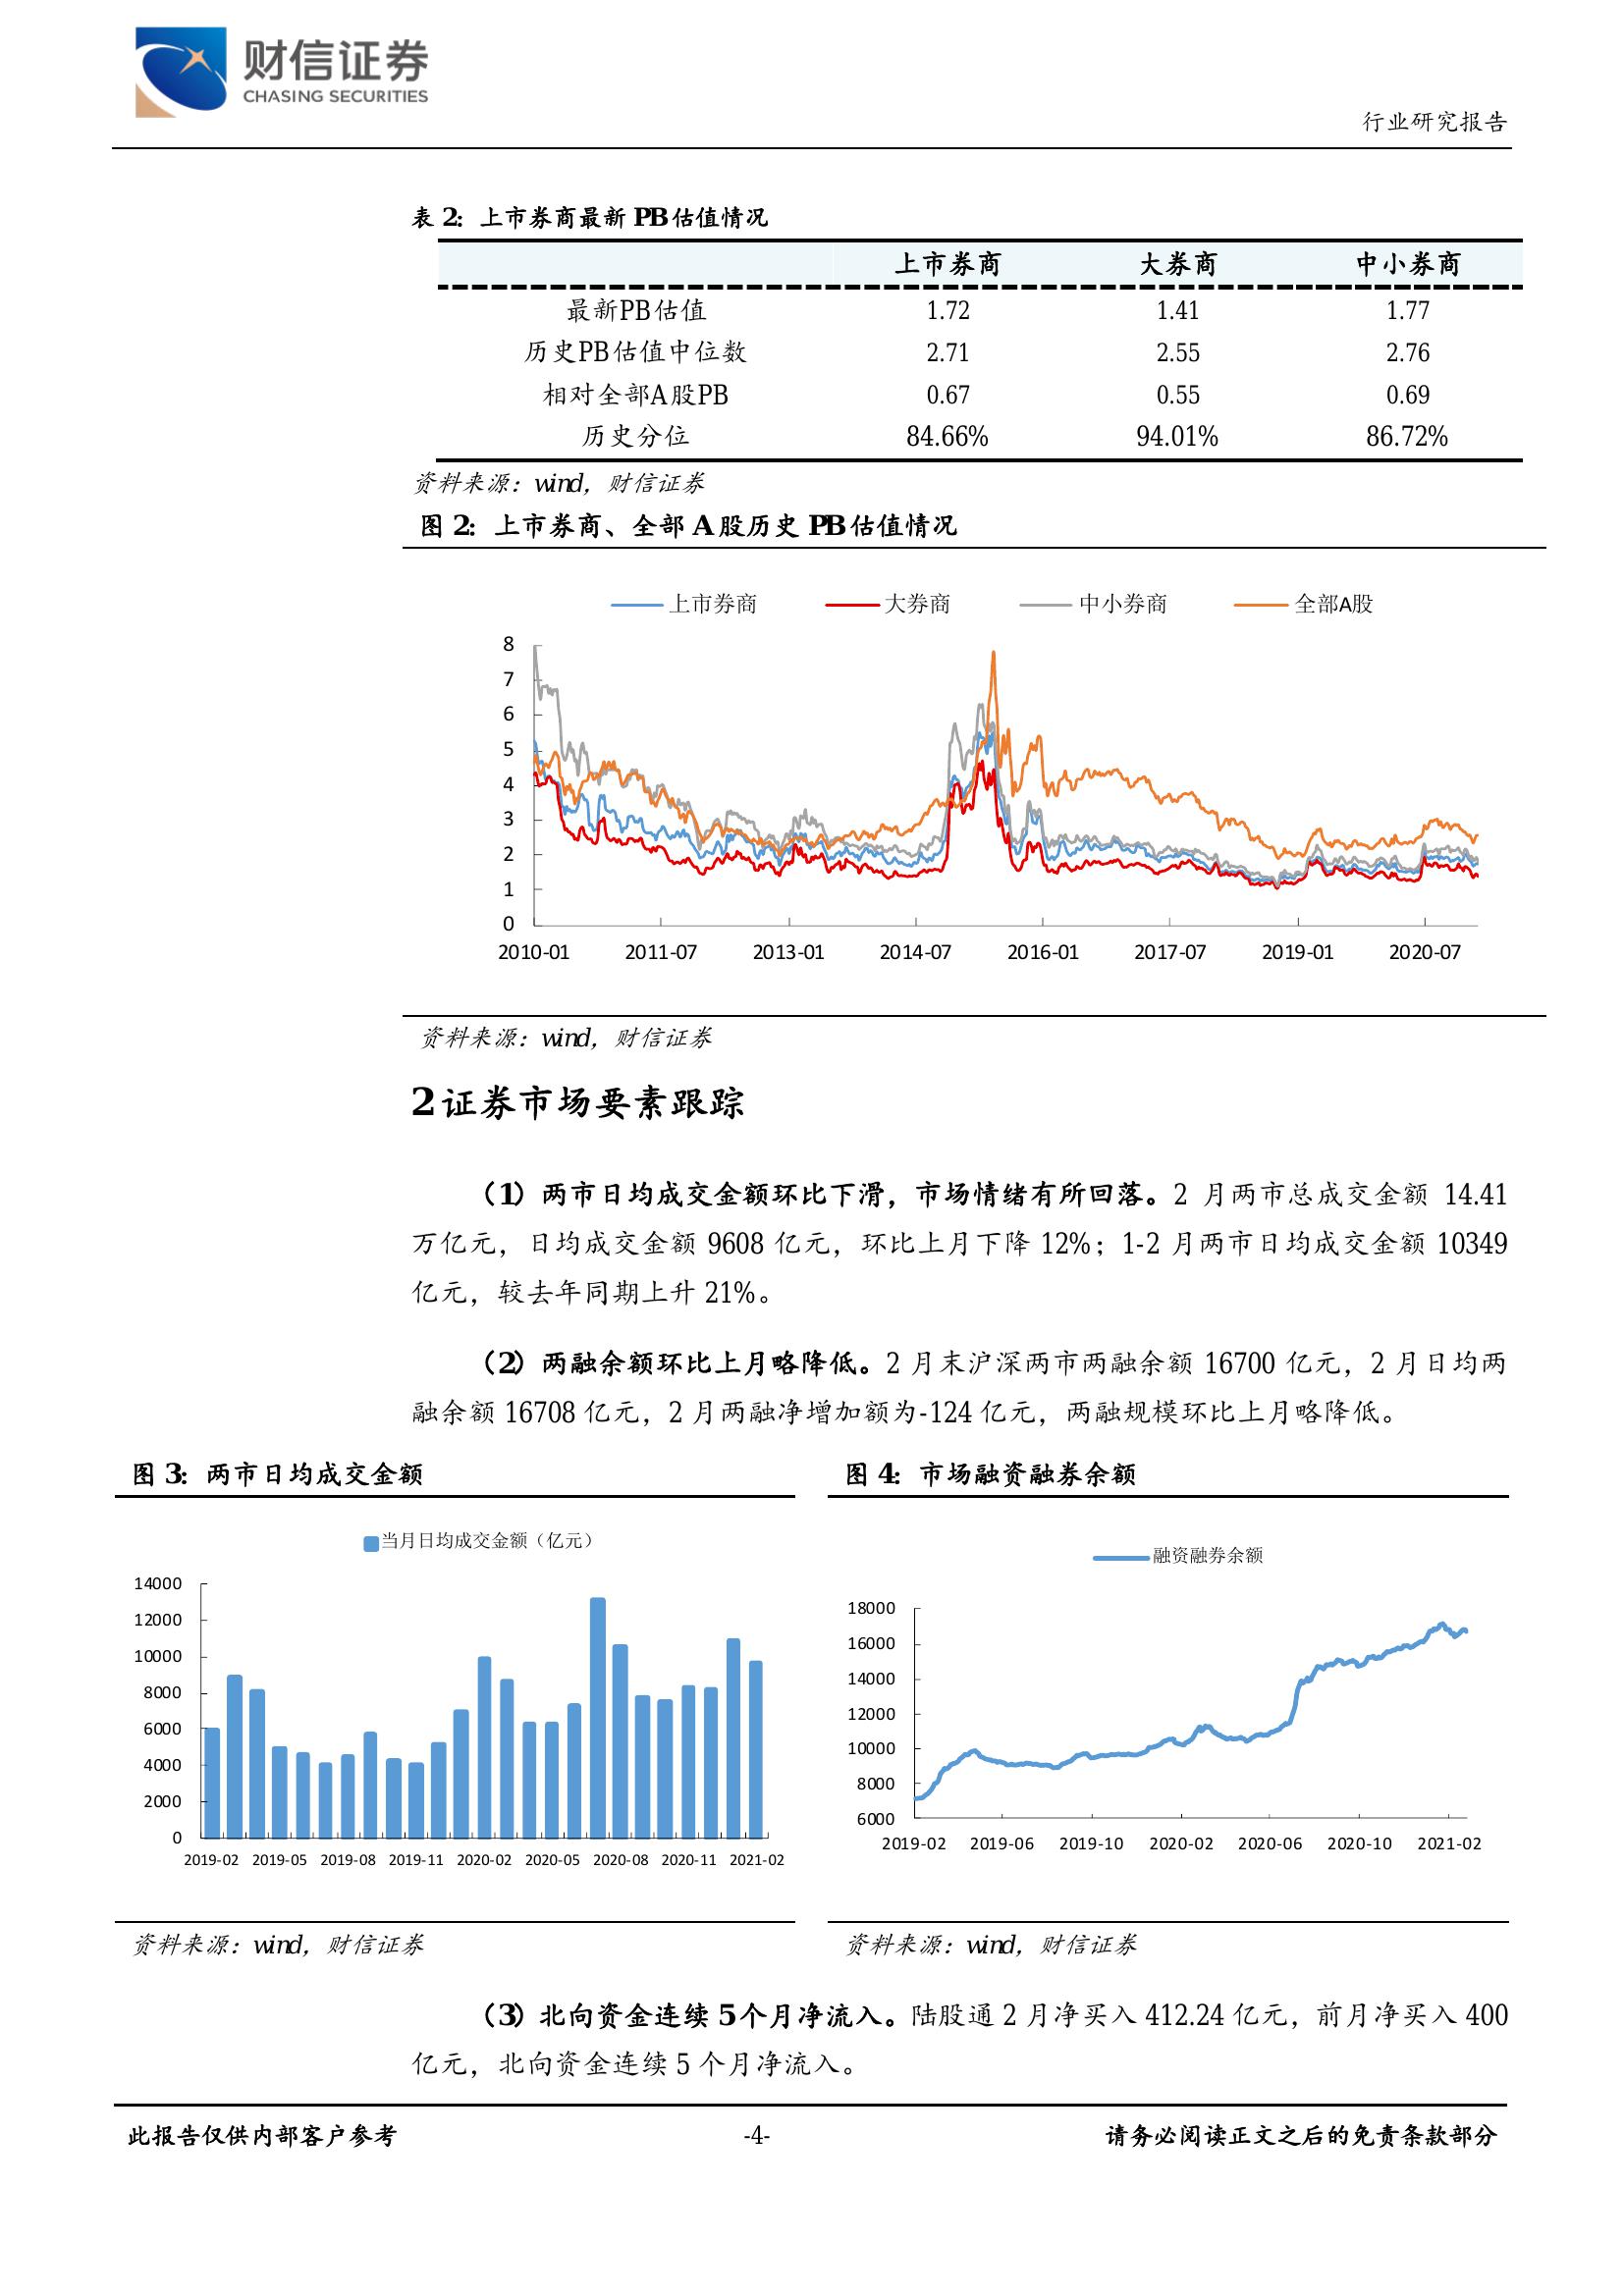 财信证券
CHASING SECURITIES
行业研究报告
表 2：上市券商最新 PB 估值情况
上市券商 大券商 中小券商
最新PB估值 1.72 1.41 1.77
历史PB估值中位数 2.71 2.55 2.76
相对全部A股PB 0.67 0.55 0.69
历史分位 84.66% 94.01% 86.72%
资料来源：wind，财信证券
图 2：上市券商、全部 A 股历史 PB 估值情况
上市券商 大券商 中小券商 全部A股
8
7
6
5
4
3
2
1
0
2010-01 2011-07 2013-01 2014-07 2016-01 2017-07 2019-01 2020-07
资料来源：wind，财信证券
2 证券市场要素跟踪
（1）两市日均成交金额环比下滑，市场情绪有所回落。2 月两市总成交金额 14.41
万亿元，日均成交金额 9608 亿元，环比上月下降 12%；1-2 月两市日均成交金额 10349
亿元，较去年同期上升 21%。
（2）两融余额环比上月略降低。2 月末沪深两市两融余额 16700 亿元，2 月日均两
融余额 16708 亿元，2 月两融净增加额为-124 亿元，两融规模环比上月略降低。
图 3：两市日均成交金额
当月日均成交金额（亿元）
14000
12000
10000
8000
6000
4000
2000
0
2019-02 2019-05 2019-08 2019-11 2020-02 2020-05 2020-08 2020-11 2021-02
资料来源：wind，财信证券
图 4：市场融资融券余额
融资融券余额
18000
16000
14000
12000
10000
8000
6000
2019-02 2019-06 2019-10 2020-02 2020-06 2020-10 2021-02
资料来源：wind，财信证券
（3）北向资金连续 5 个月净流入。陆股通 2 月净买入 412.24 亿元，前月净买入 400
亿元，北向资金连续 5 个月净流入。
此报告仅供内部客户参考 -4- 请务必阅读正文之后的免责条款部分